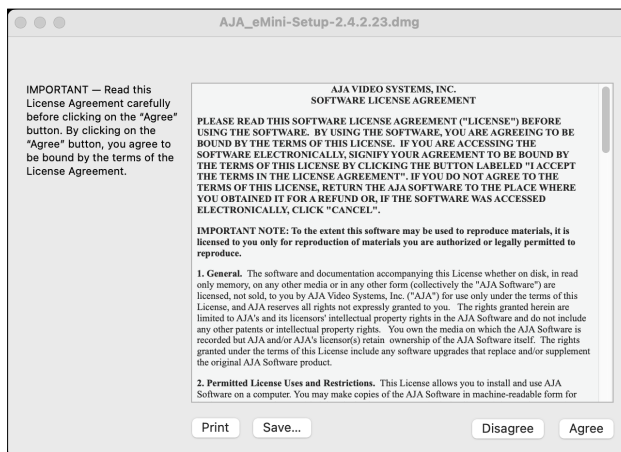 AJA_eMini-Setup-2.4.2.23.dmg
IMPORTANT — Read this
License Agreement carefully
before clicking on the “Agree”
button. By clicking on the
“Agree” button, you agree to
be bound by the terms of the
License Agreement.
AJA VIDEO SYSTEMS, INC.
SOFTWARE LICENSE AGREEMENT
PLEASE READ THIS SOFTWARE LICENSE AGREEMENT ("LICENSE") BEFORE
USING THE SOFTWARE. BY USING THE SOFTWARE, YOU ARE AGREEING TO BE
BOUND BY THE TERMS OF THIS LICENSE. IF YOU ARE ACCESSING THE
SOFTWARE ELECTRONICALLY, SIGNIFY YOUR AGREEMENT TO BE BOUND BY
THE TERMS OF THIS LICENSE BY CLICKING THE BUTTON LABELED "I ACCEPT
THE TERMS IN THE LICENSE AGREEMENT". IF YOU DO NOT AGREE TO THE
TERMS OF THIS LICENSE, RETURN THE AJA SOFTWARE TO THE PLACE WHERE
YOU OBTAINED IT FOR A REFUND OR, IF THE SOFTWARE WAS ACCESSED
ELECTRONICALLY, CLICK "CANCEL".
IMPORTANT NOTE: To the extent this software may be used to reproduce materials, it is
licensed to you only for reproduction of materials you are authorized or legally permitted to
reproduce.
1. General. The software and documentation accompanying this License whether on disk, in read
only memory, on any other media or in any other form (collectively the "AJA Software") are
licensed, not sold, to you by AJA Video Systems, Inc. ("AJA") for use only under the terms of this
License, and AJA reserves all rights not expressly granted to you. The rights granted herein are
limited to AJA's and its licensors' intellectual property rights in the AJA Software and do not include
any other patents or intellectual property rights. You own the media on which the AJA Software is
recorded but AJA and/or AJA's licensor(s) retain ownership of the AJA Software itself. The rights
granted under the terms of this License include any software upgrades that replace and/or supplement
the original AJA Software product.
2. Permitted License Uses and Restrictions. This License allows you to install and use AJA
Software on a computer. You may make copies of the AJA Software in machine-readable form for
Print
Save...
Disagree
Agree